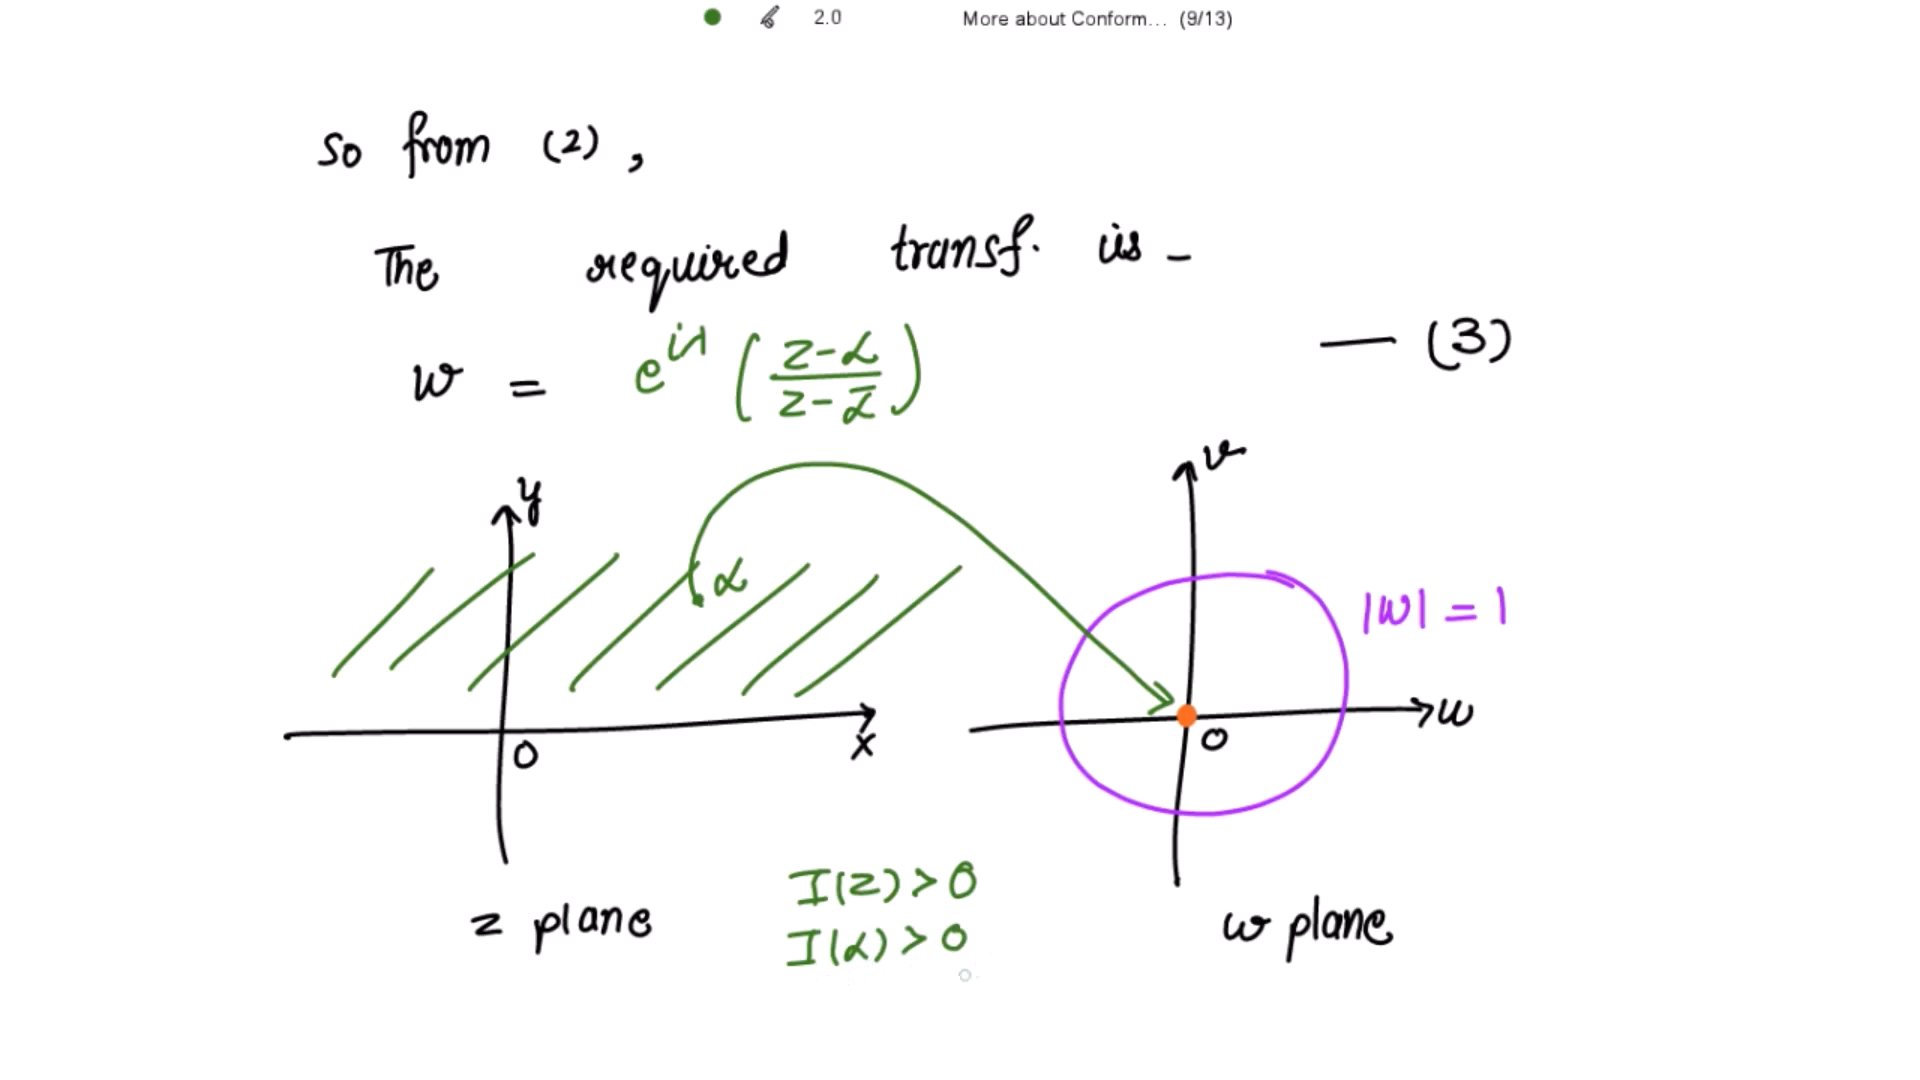 2.0 More about Conform... (9/13)
so from (2),
The required transf. is -
w = e^{iλ} (z-α / z-ᾱ) — (3)
y
v
α
|w| = 1
w
x
0
0
I(z) > 0
z plane
w plane
I(α) > 0